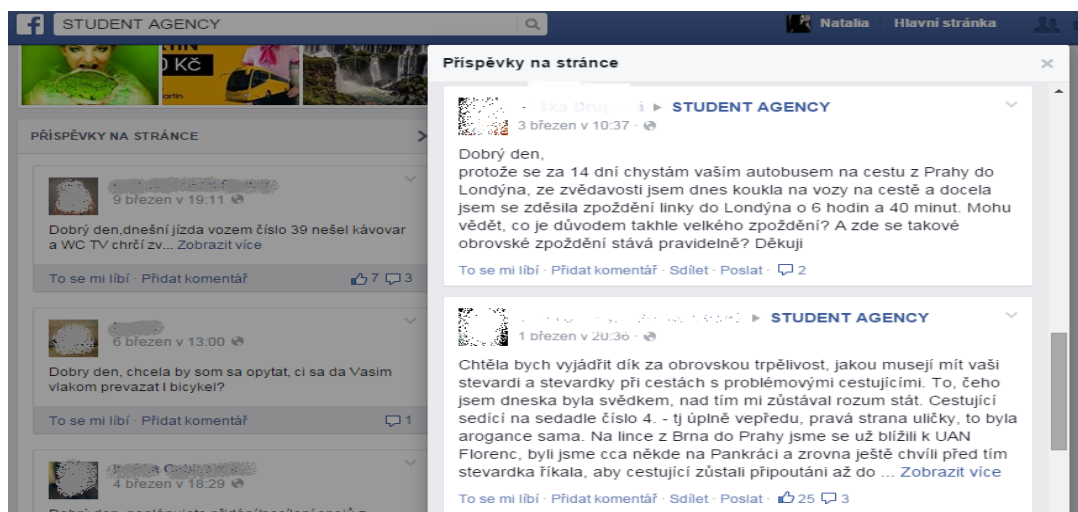 STUDENT AGENCY
Natalia
Hlavní stránka
0 KČ
PŘÍSPĚVKY NA STRÁNCE
9 březen v 19:11
Dobrý den,dnešní jízda vozem číslo 39 nešel kávovar
a WC TV chrčí zv... Zobrazit více
To se mi líbí · Přidat komentář
7
3
6 březen v 13:00
Dobry den, chcela by som sa opytat, ci sa da Vasim
vlakom prevazat I bicykel?
To se mi líbí · Přidat komentář
1
4 březen v 18:29
Příspěvky na stránce
STUDENT AGENCY
3 březen v 10:37 ·
Dobrý den,
protože se za 14 dní chystám vaším autobusem na cestu z Prahy do
Londýna, ze zvědavosti jsem dnes koukla na vozy na cestě a docela
jsem se zděsila zpoždění linky do Londýna o 6 hodin a 40 minut. Mohu
vědět, co je důvodem takhle velkého zpoždění? A zde se takové
obrovské zpoždění stává pravidelně? Děkuji
To se mi líbí · Přidat komentář · Sdílet · Poslat · 2
STUDENT AGENCY
1 březen v 20:36 ·
Chtěla bych vyjádřit dík za obrovskou trpělivost, jakou musejí mít vaši
stevardi a stevardky při cestách s problémovými cestujícími. To, čeho
jsem dneska byla svědkem, nad tím mi zůstával rozum stát. Cestující
sedící na sedadle číslo 4. - tj úplně vepředu, pravá strana uličky, to byla
arogance sama. Na lince z Brna do Prahy jsme se už blížili k UAN
Florenc, byli jsme cca někde na Pankráci a zrovna ještě chvíli před tím
stevardka říkala, aby cestující zůstali připoutáni až do ... Zobrazit více
To se mi líbí · Přidat komentář · Sdílet · Poslat · 25 3